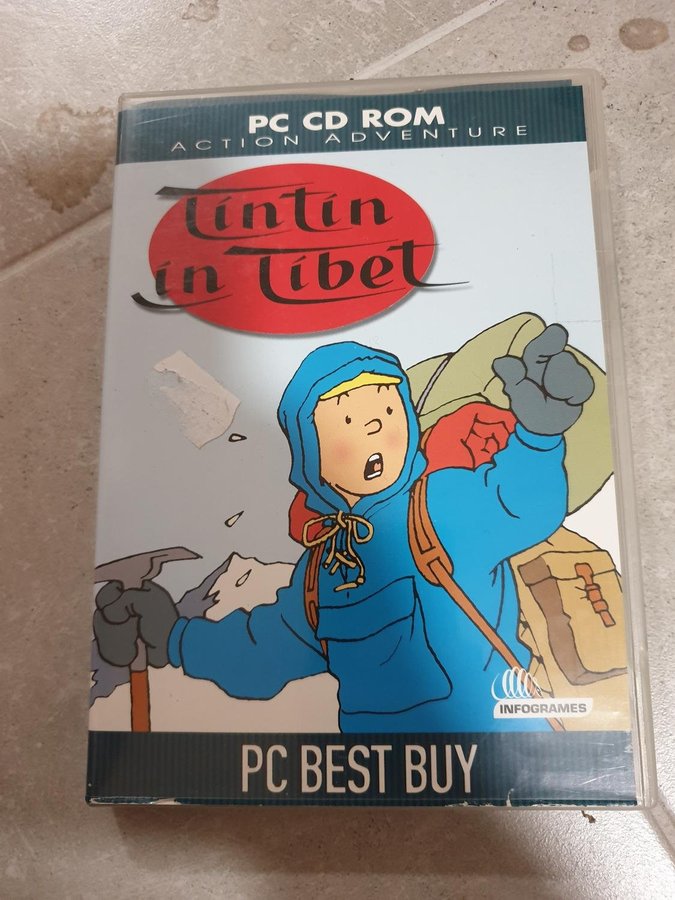 PC CD ROM
ACTION ADVENTURE
Tintin
in Tibet
INFOGRAMES
PC BEST BUY